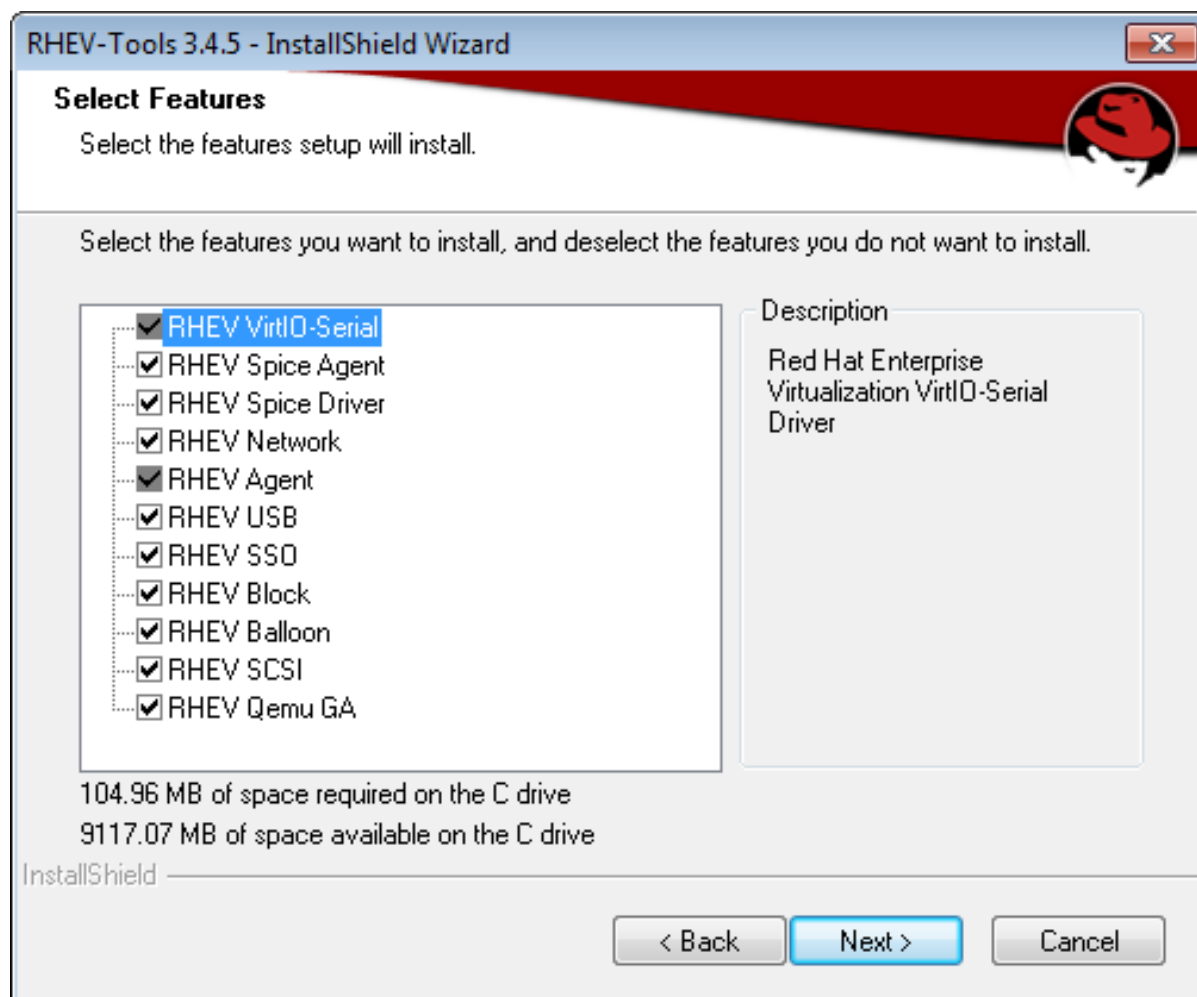 RHEV-Tools 3.4.5 - InstallShield Wizard
Select Features
Select the features setup will install.
Select the features you want to install, and deselect the features you do not want to install.
RHEV VirtIO-Serial
RHEV Spice Agent
RHEV Spice Driver
RHEV Network
RHEV Agent
RHEV USB
RHEV SSO
RHEV Block
RHEV Balloon
RHEV SCSI
RHEV Qemu GA
Description
Red Hat Enterprise
Virtualization VirtIO-Serial
Driver
104.96 MB of space required on the C drive
9117.07 MB of space available on the C drive
InstallShield
< Back
Next >
Cancel